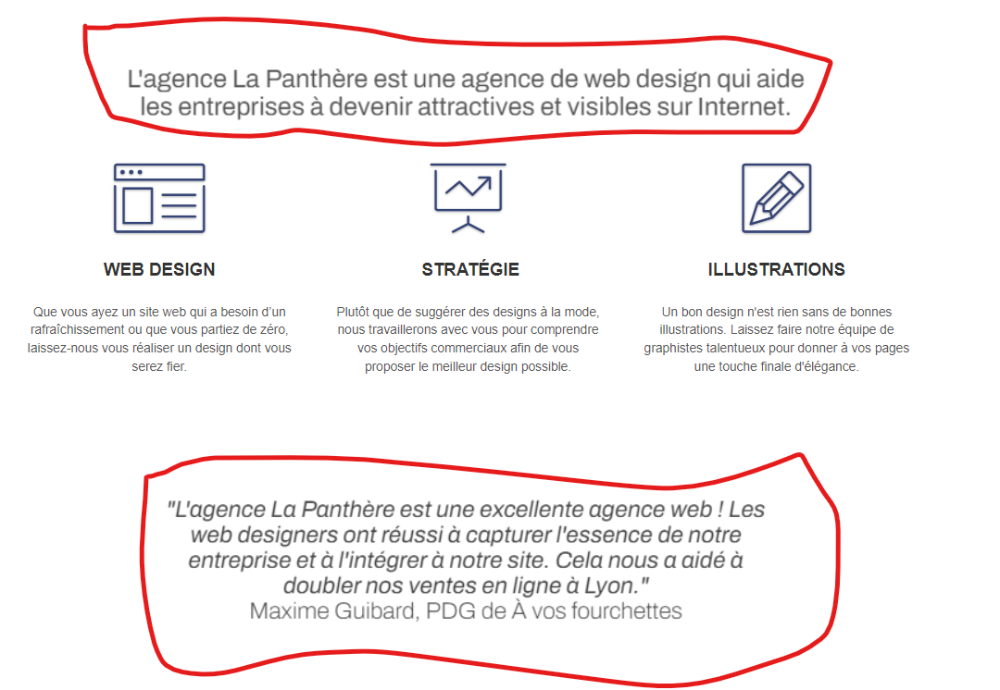 L'agence La Panthère est une agence de web design qui aide
les entreprises à devenir attractives et visibles sur Internet.
WEB DESIGN
Que vous ayez un site web qui a besoin d’un
rafraîchissement ou que vous partiez de zéro,
laissez-nous vous réaliser un design dont vous
serez fier.
STRATÉGIE
Plutôt que de suggérer des designs à la mode,
nous travaillerons avec vous pour comprendre
vos objectifs commerciaux afin de vous
proposer le meilleur design possible.
ILLUSTRATIONS
Un bon design n'est rien sans de bonnes
illustrations. Laissez faire notre équipe de
graphistes talentueux pour donner à vos pages
une touche finale d'élégance.
"L'agence La Panthère est une excellente agence web ! Les
web designers ont réussi à capturer l'essence de notre
entreprise et à l'intégrer à notre site. Cela nous a aidé à
doubler nos ventes en ligne à Lyon."
Maxime Guibard, PDG de À vos fourchettes